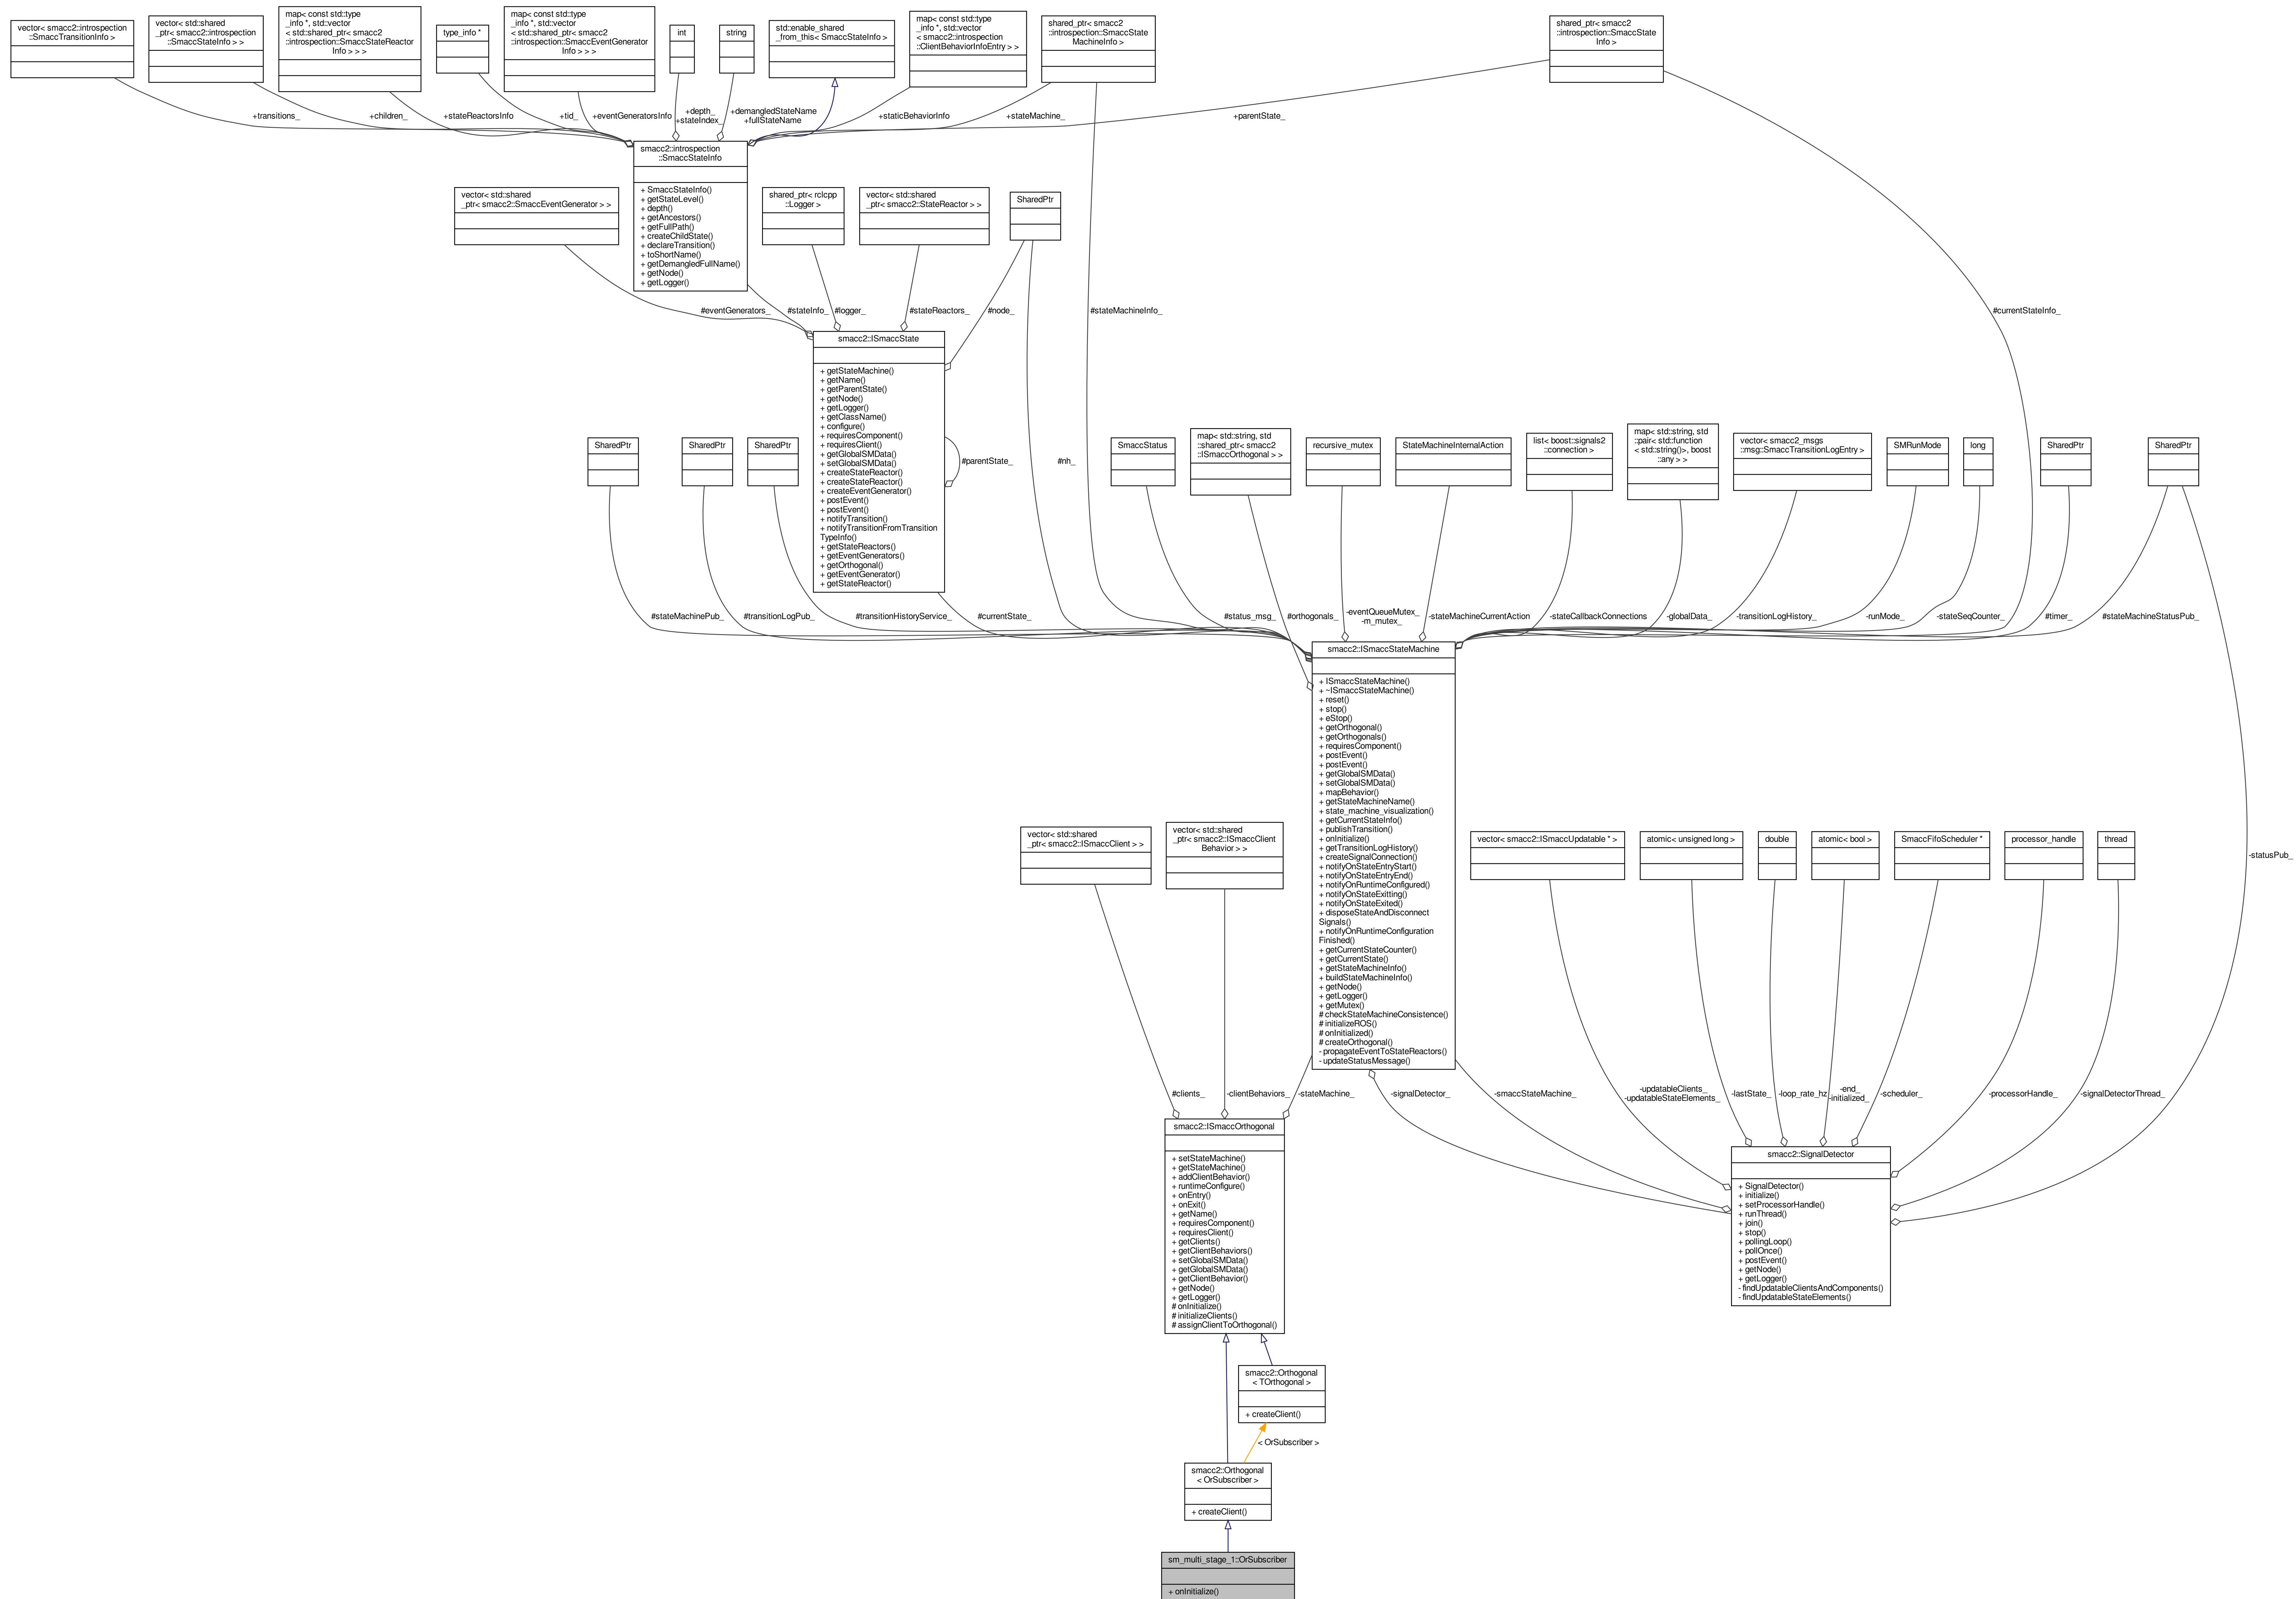 vector< smacc2::introspection
::SmaccTransitionInfo >
vector< std::shared
_ptr< smacc2::introspection
::SmaccStateInfo > >
map< const std::type
_info *, std::vector
< std::shared_ptr< smacc2
::introspection::SmaccStateReactor
Info > > >
type_info *
map< const std::type
_info *, std::vector
< std::shared_ptr< smacc2
::introspection::SmaccEventGenerator
Info > > >
int
string
std::enable_shared
_from_this< SmaccStateInfo >
map< const std::type
_info *, std::vector
< smacc2::introspection
::ClientBehaviorInfoEntry > >
shared_ptr< smacc2
::introspection::SmaccState
MachineInfo >
shared_ptr< smacc2
::introspection::SmaccState
Info >
+transitions_
+children_
+stateReactorsInfo
+tid_
+eventGeneratorsInfo
+depth_
+stateIndex_
+demangledStateName
+fullStateName
+staticBehaviorInfo
+stateMachine_
+parentState_
smacc2::introspection
::SmaccStateInfo
+ SmaccStateInfo()
+ getStateLevel()
+ depth()
+ getAncestors()
+ getFullPath()
+ createChildState()
+ declareTransition()
+ toShortName()
+ getDemangledFullName()
+ getNode()
+ getLogger()
vector< std::shared
_ptr< smacc2::SmaccEventGenerator > >
shared_ptr< rclcpp
::Logger >
vector< std::shared
_ptr< smacc2::StateReactor > >
SharedPtr
#eventGenerators_
#stateInfo_
#logger_
#stateReactors_
#node_
#stateMachineInfo_
#currentStateInfo_
smacc2::ISmaccState
+ getStateMachine()
+ getName()
+ getParentState()
+ getNode()
+ getLogger()
+ getClassName()
+ configure()
+ requiresComponent()
+ requiresClient()
+ getGlobalSMData()
+ setGlobalSMData()
+ createStateReactor()
+ createStateReactor()
+ createEventGenerator()
+ postEvent()
+ postEvent()
+ notifyTransition()
+ notifyTransitionFromTransition
TypeInfo()
+ getStateReactors()
+ getEventGenerators()
+ getOrthogonal()
+ getEventGenerator()
+ getStateReactor()
#parentState_
#nh_
SharedPtr
SharedPtr
SharedPtr
SmaccStatus
map< std::string, std
::shared_ptr< smacc2
::ISmaccOrthogonal > >
recursive_mutex
StateMachineInternalAction
list< boost::signals2
::connection >
map< std::string, std
::pair< std::function
< std::string()>, boost
::any > >
vector< smacc2_msgs
::msg::SmaccTransitionLogEntry >
SMRunMode
long
SharedPtr
SharedPtr
#stateMachinePub_
#transitionLogPub_
#transitionHistoryService_
#currentState_
#status_msg_
#orthogonals_
-eventQueueMutex_
-m_mutex_
-stateMachineCurrentAction
-stateCallbackConnections
-globalData_
-transitionLogHistory_
-runMode_
-stateSeqCounter_
#timer_
#stateMachineStatusPub_
smacc2::ISmaccStateMachine
+ ISmaccStateMachine()
+ ~ISmaccStateMachine()
+ reset()
+ stop()
+ eStop()
+ getOrthogonal()
+ getOrthogonals()
+ requiresComponent()
+ postEvent()
+ postEvent()
+ getGlobalSMData()
+ setGlobalSMData()
+ mapBehavior()
+ getStateMachineName()
+ state_machine_visualization()
+ getCurrentStateInfo()
+ publishTransition()
+ onInitialize()
+ getTransitionLogHistory()
+ createSignalConnection()
+ notifyOnStateEntryStart()
+ notifyOnStateEntryEnd()
+ notifyOnRuntimeConfigured()
+ notifyOnStateExitting()
+ notifyOnStateExited()
+ disposeStateAndDisconnect
Signals()
+ notifyOnRuntimeConfiguration
Finished()
+ getCurrentStateCounter()
+ getCurrentState()
+ getStateMachineInfo()
+ buildStateMachineInfo()
+ getNode()
+ getLogger()
+ getMutex()
# checkStateMachineConsistence()
# initializeROS()
# onInitialized()
# createOrthogonal()
- propagateEventToStateReactors()
- updateStatusMessage()
vector< std::shared
_ptr< smacc2::ISmaccClient > >
vector< std::shared
_ptr< smacc2::ISmaccClient
Behavior > >
vector< smacc2::ISmaccUpdatable * >
atomic< unsigned long >
double
atomic< bool >
SmaccFifoScheduler *
processor_handle
thread
-statusPub_
#clients_
-clientBehaviors_
-stateMachine_
-signalDetector_
-smaccStateMachine_
-updatableClients_
-updatableStateElements_
-lastState_
-loop_rate_hz
-end_
-initialized_
-scheduler_
-processorHandle_
-signalDetectorThread_
smacc2::ISmaccOrthogonal
+ setStateMachine()
+ getStateMachine()
+ addClientBehavior()
+ runtimeConfigure()
+ onEntry()
+ onExit()
+ getName()
+ requiresComponent()
+ requiresClient()
+ getClients()
+ getClientBehaviors()
+ setGlobalSMData()
+ getGlobalSMData()
+ getClientBehavior()
+ getNode()
+ getLogger()
# onInitialize()
# initializeClients()
# assignClientToOrthogonal()
smacc2::SignalDetector
+ SignalDetector()
+ initialize()
+ setProcessorHandle()
+ runThread()
+ join()
+ stop()
+ pollingLoop()
+ pollOnce()
+ postEvent()
+ getNode()
+ getLogger()
- findUpdatableClientsAndComponents()
- findUpdatableStateElements()
smacc2::Orthogonal
< TOrthogonal >
+ createClient()
< OrSubscriber >
smacc2::Orthogonal
< OrSubscriber >
+ createClient()
sm_multi_stage_1::OrSubscriber
+ onInitialize()